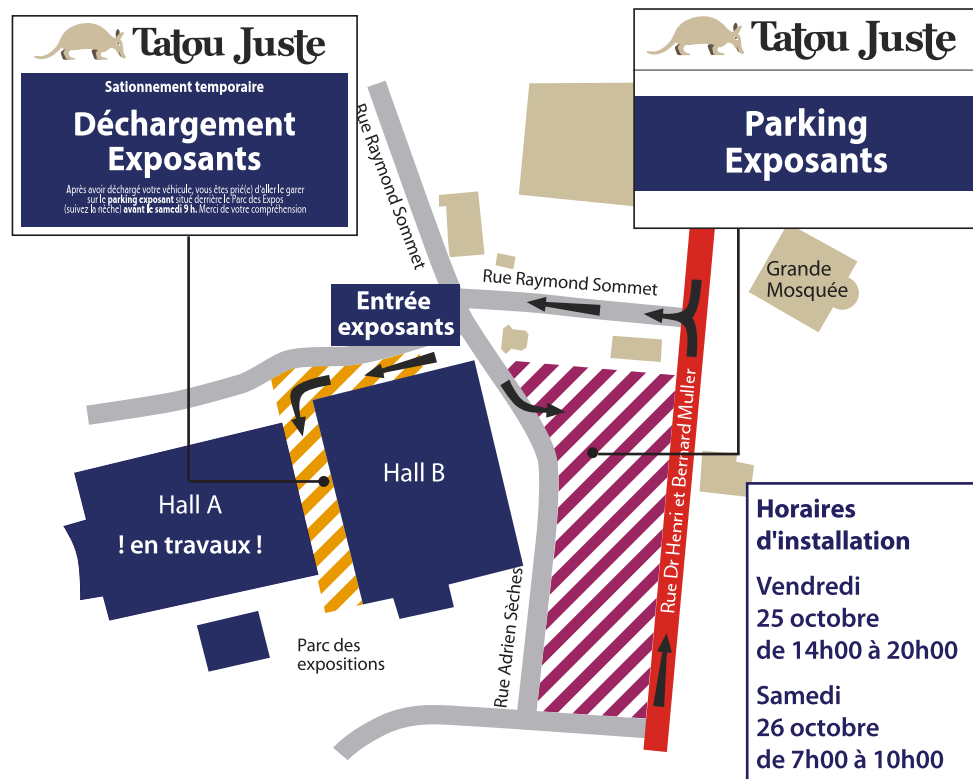 Tatou Juste
Sationnement temporaire
Déchargement
Exposants
Après avoir déchargé votre véhicule, vous êtes prié(e) d'aller le garer
sur le parking exposant situé derrière le Parc des Expos
(suivez la flèche) avant le samedi 9 h. Merci de votre compréhension
Tatou Juste
Parking
Exposants
Rue Raymond Sommet
Rue Raymond Sommet
Grande
Mosquée
Entrée
exposants
Hall A
! en travaux !
Hall B
Parc des
expositions
Rue Adrien Sèches
Rue Dr Henri et Bernard Muller
Horaires
d'installation
Vendredi
25 octobre
de 14h00 à 20h00
Samedi
26 octobre
de 7h00 à 10h00